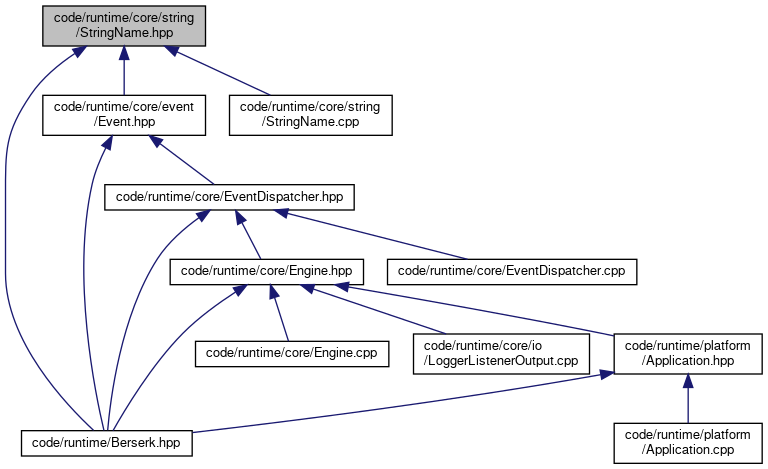 code/runtime/core/string
/StringName.hpp
code/runtime/core/event
/Event.hpp
code/runtime/core/string
/StringName.cpp
code/runtime/core/EventDispatcher.hpp
code/runtime/core/Engine.hpp
code/runtime/core/EventDispatcher.cpp
code/runtime/core/Engine.cpp
code/runtime/core/io
/LoggerListenerOutput.cpp
code/runtime/platform
/Application.hpp
code/runtime/Berserk.hpp
code/runtime/platform
/Application.cpp